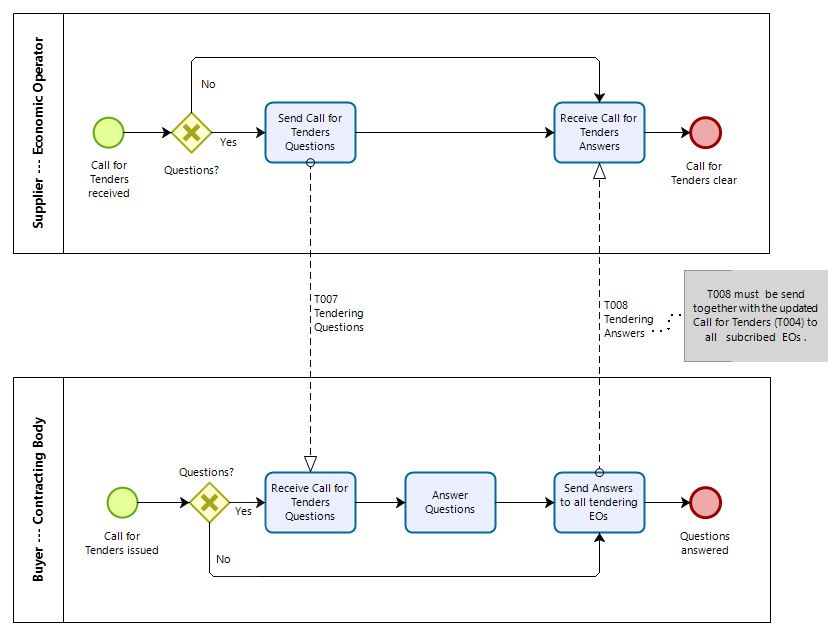 Supplier --- Economic Operator
No
Send Call for
Tenders
Questions
Receive Call for
Tenders
Answers
Yes
Call for
Tenders
received
Questions?
Call for
Tenders clear
T007
Tendering
Questions
T008
Tendering
Answers
T008 must be send
together with the updated
Call for Tenders (T004) to
all subcribed EOs .
Buyer --- Contracting Body
Questions?
Yes
Receive Call for
Tenders
Questions
Answer
Questions
Send Answers
to all tendering
EOs
Call for
Tenders issued
No
Questions
answered